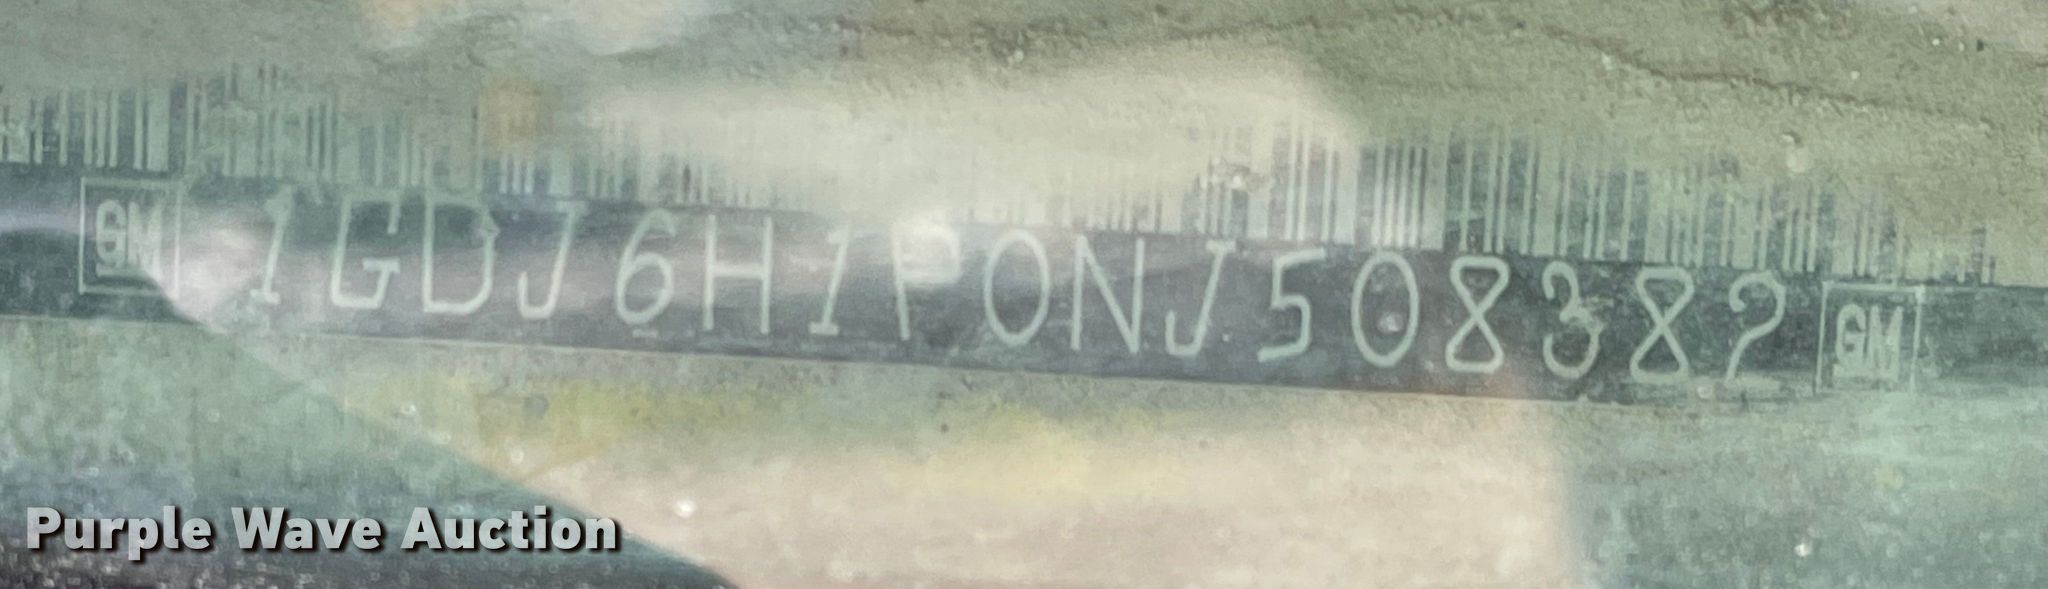 GM 1GDJ6H1P0NJ508382 GM
Purple Wave Auction